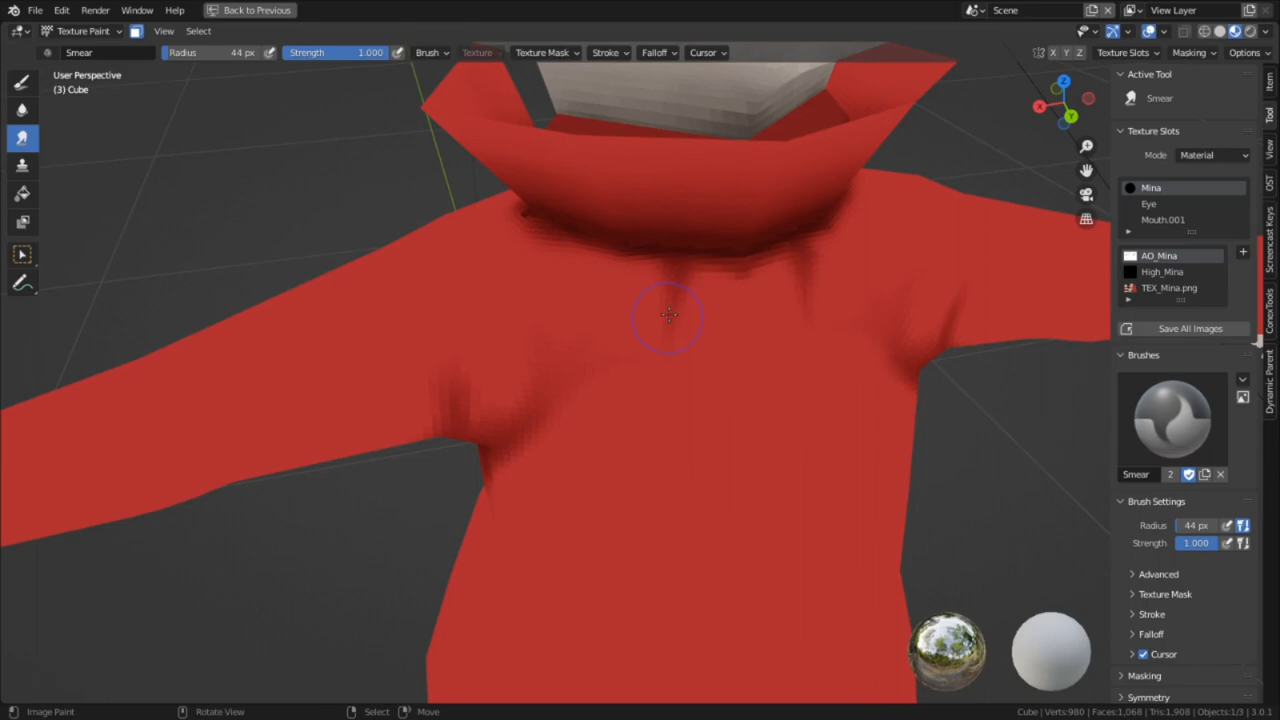 File Edit Render Window Help Back to Previous Scene View Layer
Texture Paint View Select
Smear Radius 44 px Strength 1.000 Brush Texture Texture Mask Stroke Falloff Cursor X Y Z Texture Slots Masking Options
User Perspective
(3) Cube
Z
X
Y
Active Tool
Smear
Texture Slots
Mode Material
Mina
Eye
Mouth.001
AO_Mina
High_Mina
TEX_Mina.png
Save All Images
Brushes
Smear 2
Brush Settings
Radius 44 px
Strength 1.000
Advanced
Texture Mask
Stroke
Falloff
Cursor
Masking
Symmetry
Item
Tool
View
OST
Screencast Keys
ConexTools
Dynamic Parent
Image Paint Rotate View Select Move Cube | Verts:980 | Faces:1,068 | Tris:1,908 | Objects:1/3 | 3.0.1